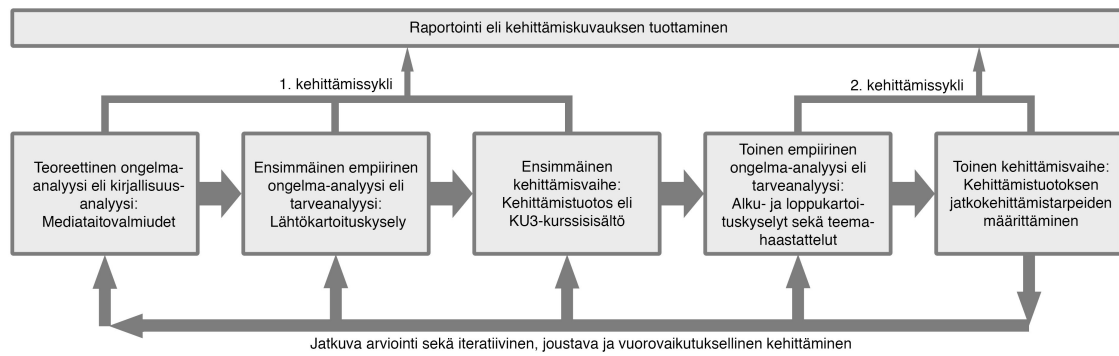 Raportointi eli kehittämiskuvauksen tuottaminen
1. kehittämissykli
2. kehittämissykli
Teoreettinen ongelma-
analyysi eli kirjallisuus-
analyysi:
Mediataitovalmiudet
Ensimmäinen empiirinen
ongelma-analyysi eli
tarveanalyysi:
Lähtökartoituskysely
Ensimmäinen
kehittämisvaihe:
Kehittämistuotos eli
KU3-kurssisisältö
Toinen empiirinen
ongelma-analyysi eli
tarveanalyysi:
Alku- ja loppukartoi-
tuskyselyt sekä teema-
haastattelut
Toinen kehittämisvaihe:
Kehittämistuotoksen
jatkokehittämistarpeiden
määrittäminen
Jatkuva arviointi sekä iteratiivinen, joustava ja vuorovaikutuksellinen kehittäminen